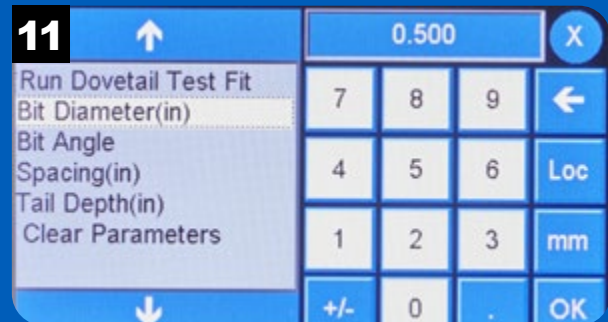 11
0.500
X
Run Dovetail Test Fit
Bit Diameter(in)
Bit Angle
Spacing(in)
Tail Depth(in)
Clear Parameters
7 8 9
4 5 6 Loc
1 2 3 mm
+/- 0 . OK